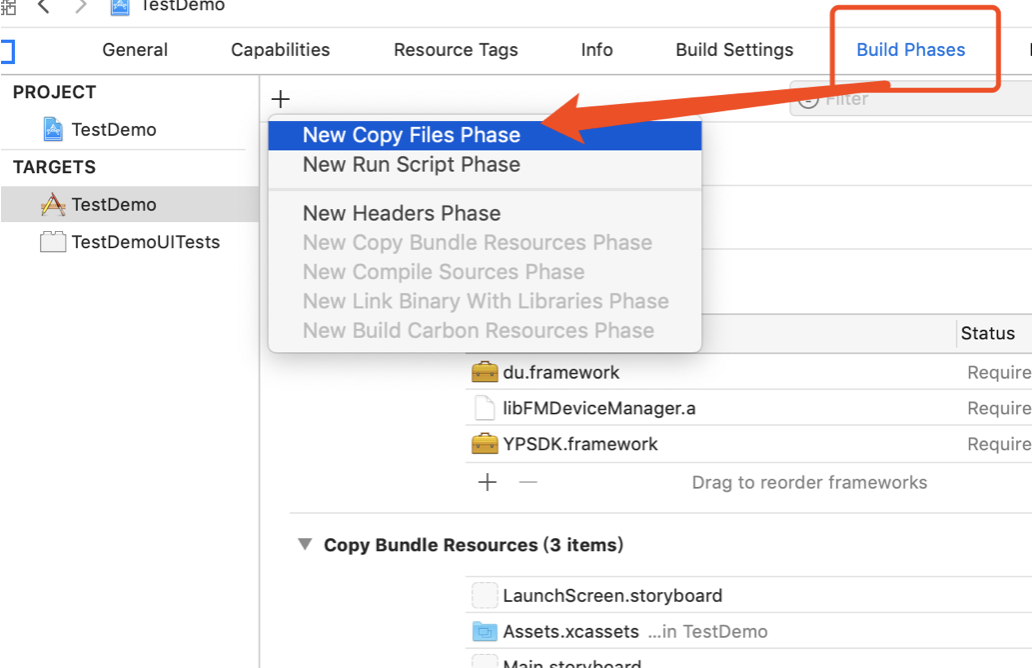 TestDemo
General Capabilities Resource Tags Info Build Settings Build Phases
PROJECT
TestDemo
TARGETS
TestDemo
TestDemoUITests
Filter
New Copy Files Phase
New Run Script Phase
New Headers Phase
New Copy Bundle Resources Phase
New Compile Sources Phase
New Link Binary With Libraries Phase
New Build Carbon Resources Phase
Status
du.framework Require
libFMDeviceManager.a Require
YPSDK.framework Require
Drag to reorder frameworks
Copy Bundle Resources (3 items)
LaunchScreen.storyboard
Assets.xcassets ...in TestDemo
Main.storyboard